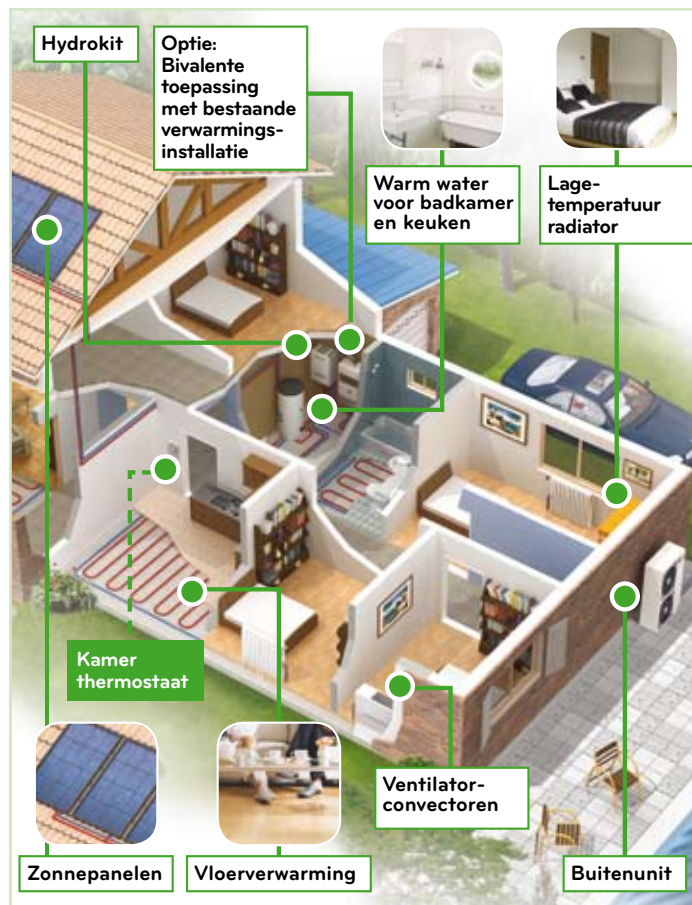 Hydrokit
Optie:
Bivalente
toepassing
met bestaande
verwarmings-
installatie
Warm water
voor badkamer
en keuken
Lage-
temperatuur
radiator
Kamer
thermostaat
Ventilator-
convectoren
Zonnepanelen
Vloerverwarming
Buitenunit